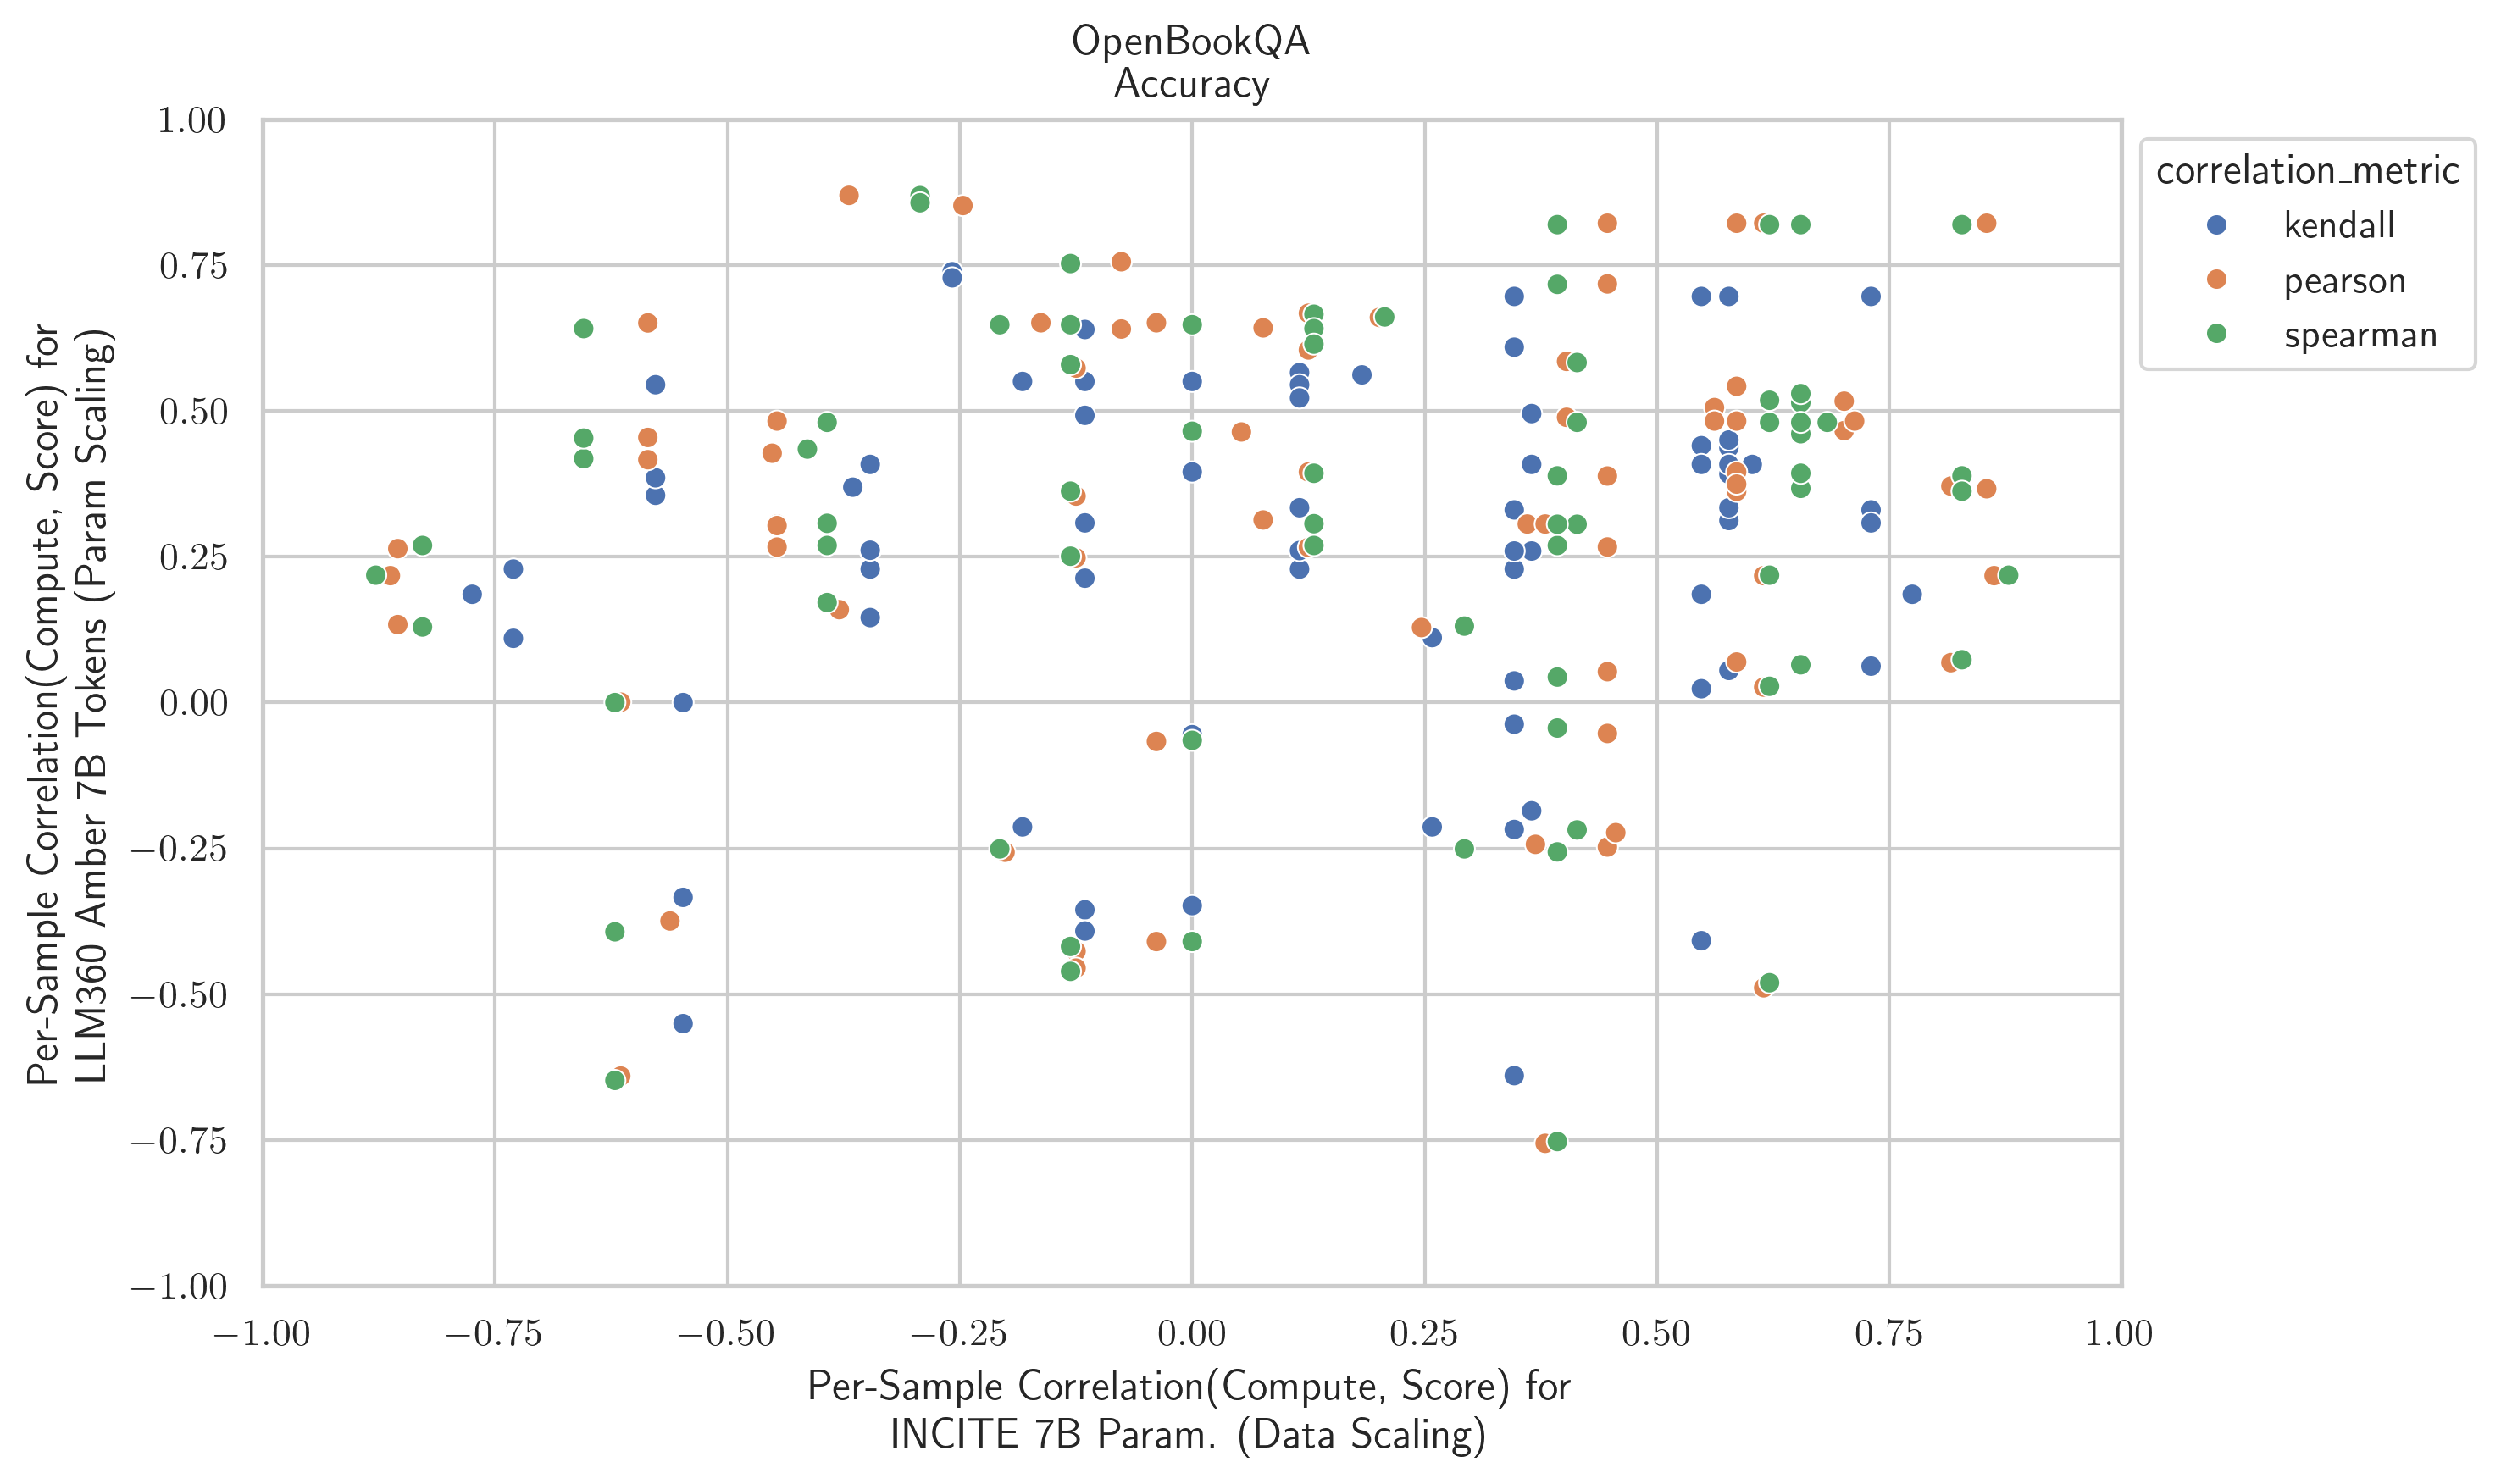 OpenBookQA
Accuracy
1.00
0.75
0.50
0.25
0.00
−0.25
−0.50
−0.75
−1.00
Per-Sample Correlation(Compute, Score) for
LLM360 Amber 7B Tokens (Param Scaling)
−1.00
−0.75
−0.50
−0.25
0.00
0.25
0.50
0.75
1.00
Per-Sample Correlation(Compute, Score) for
INCITE 7B Param. (Data Scaling)
correlation_metric
kendall
pearson
spearman